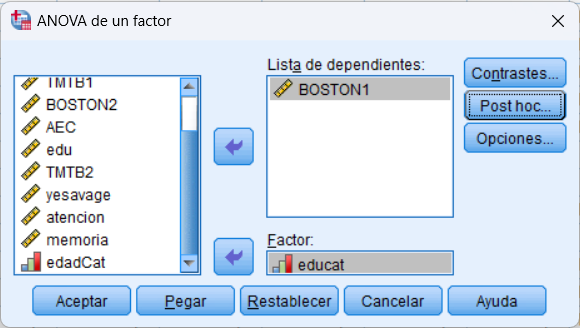 ANOVA de un factor
TMTB1
BOSTON2
AEC
edu
TMTB2
yesavage
atencion
memoria
edadCat
Lista de dependientes:
BOSTON1
Factor:
educat
Contrastes...
Post hoc...
Opciones...
Aceptar
Pegar
Restablecer
Cancelar
Ayuda